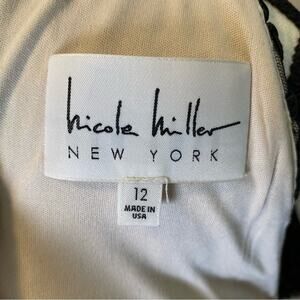 Nicole Miller
NEW YORK
12
MADE IN
USA